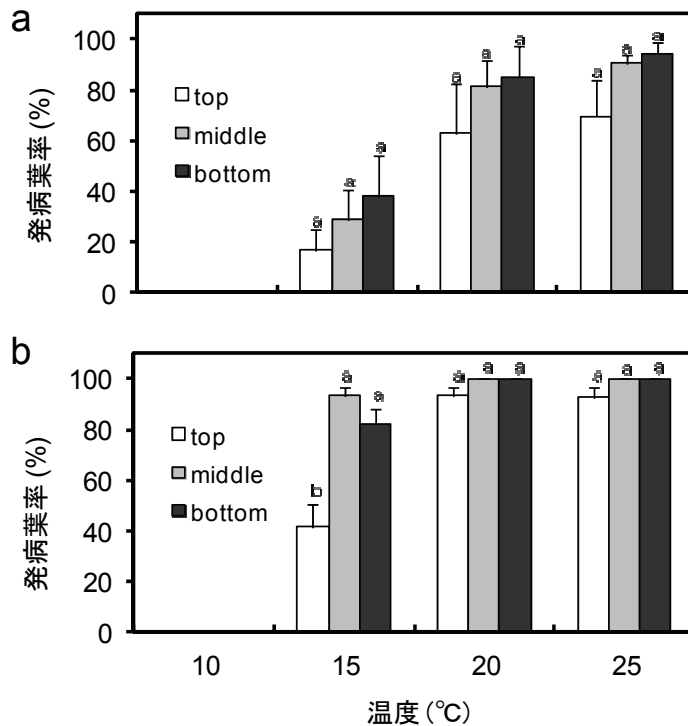 a
発病葉率(%)
100
80
60
40
20
0
top
middle
bottom
a a a
a a a
a a a
b
発病葉率(%)
100
80
60
40
20
0
top
middle
bottom
b a a
a a a
a a a
10 15 20 25
温度(℃)